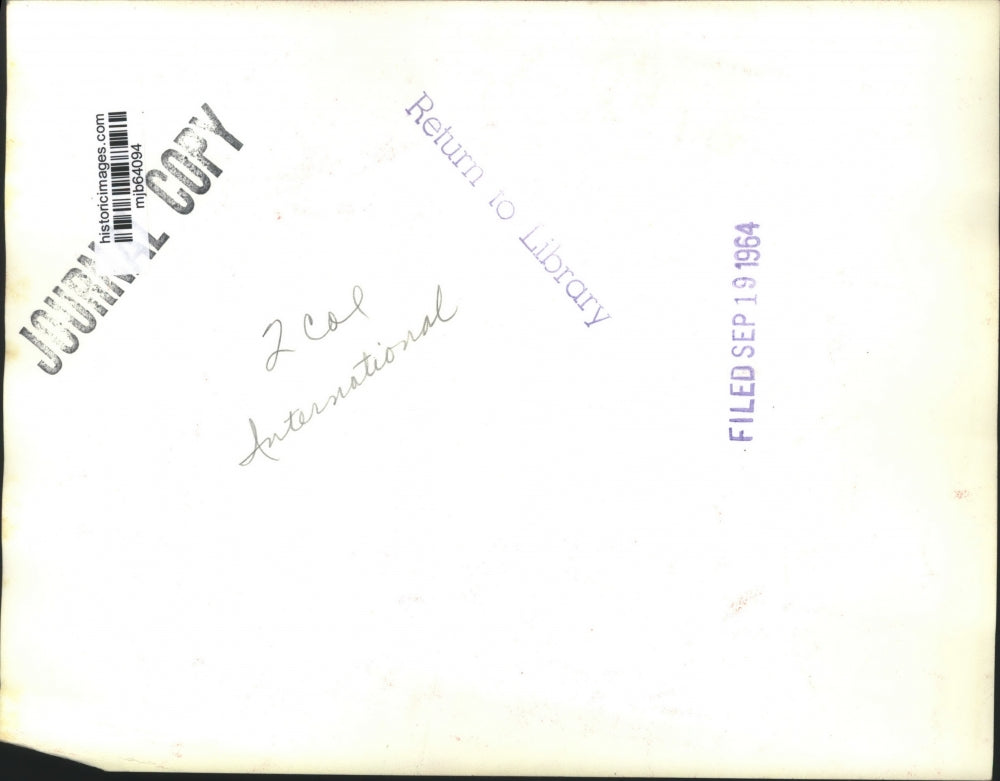 JOURNAL COPY
historicimages.com
mjb64094
Return to Library
2 col
International
FILED SEP 19 1964